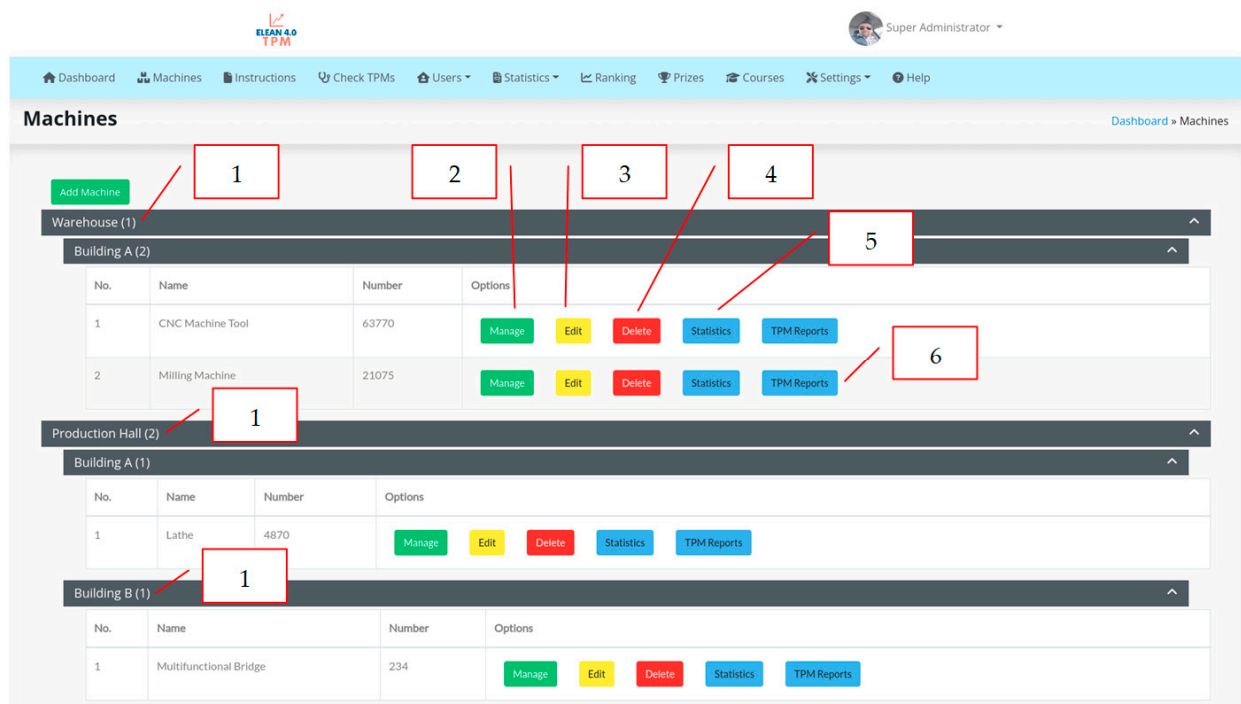 ELEAN 4.0
TPM
Super Administrator
Dashboard Machines Instructions Check TPMs Users Statistics Ranking Prizes Courses Settings Help
Machines
Dashboard » Machines
1 2 3 4
Add Machine
Warehouse (1)
5
Building A (2)
No. Name Number Options
1 CNC Machine Tool 63770 Manage Edit Delete Statistics TPM Reports
6
2 Milling Machine 21075 Manage Edit Delete Statistics TPM Reports
1
Production Hall (2)
Building A (1)
No. Name Number Options
1 Lathe 4870 Manage Edit Delete Statistics TPM Reports
1
Building B (1)
No. Name Number Options
1 Multifunctional Bridge 234 Manage Edit Delete Statistics TPM Reports